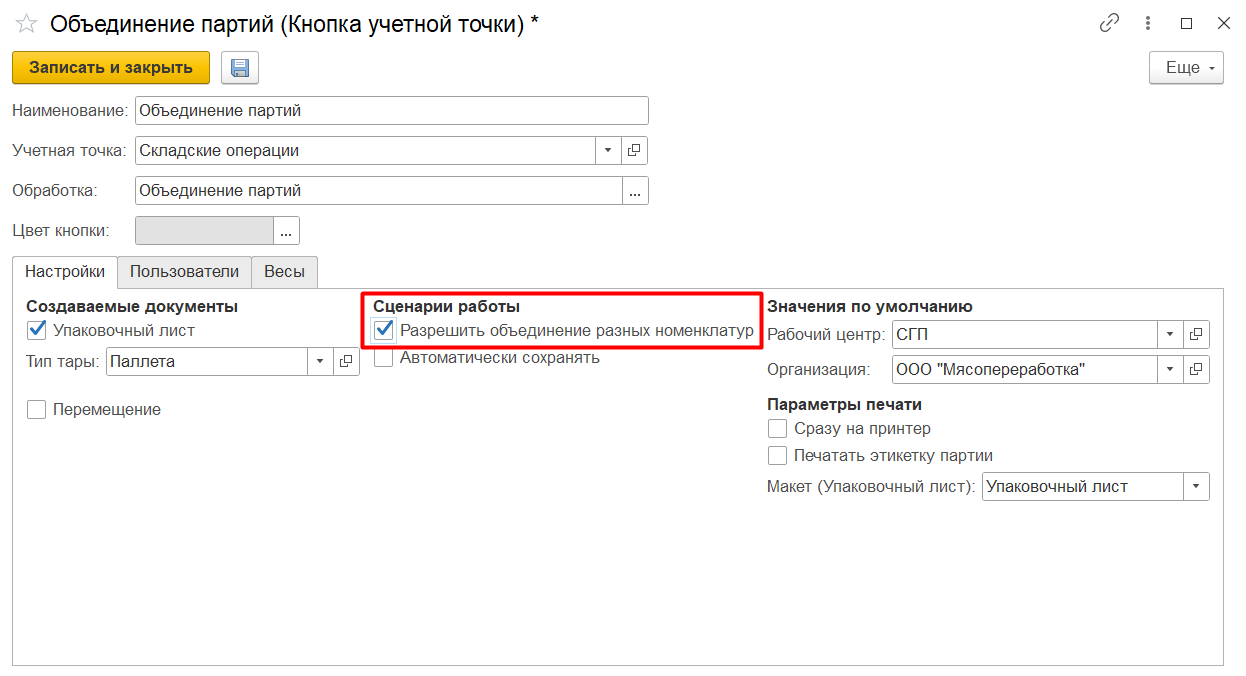 Объединение партий (Кнопка учетной точки) *
Записать и закрыть
Еще
Наименование: Объединение партий
Учетная точка: Складские операции
Обработка: Объединение партий ...
Цвет кнопки: ...
Настройки Пользователи Весы
Создаваемые документы
Упаковочный лист
Тип тары: Паллета
Перемещение
Сценарии работы
Разрешить объединение разных номенклатур
Автоматически сохранять
Значения по умолчанию
Рабочий центр: СГП
Организация: ООО "Мясопереработка"
Параметры печати
Сразу на принтер
Печатать этикетку партии
Макет (Упаковочный лист): Упаковочный лист